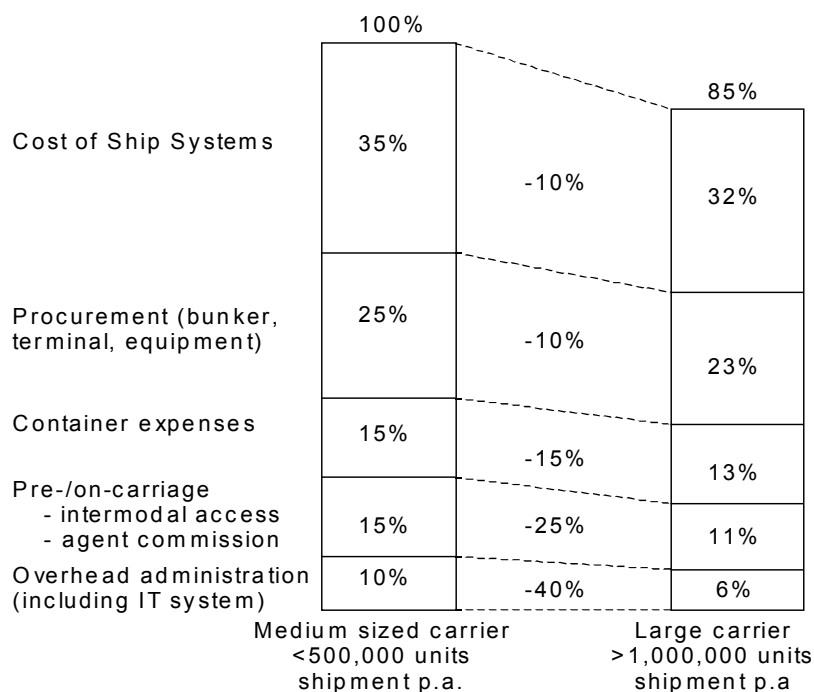 100%
85%
Cost of Ship Systems
35%
-10%
32%
Procurement (bunker,
terminal, equipment)
25%
-10%
23%
Container expenses
15%
-15%
13%
Pre-/on-carriage
- intermodal access
- agent commission
15%
-25%
11%
Overhead administration
(including IT system)
10%
-40%
6%
Medium sized carrier
<500,000 units
shipment p.a.
Large carrier
>1,000,000 units
shipment p.a